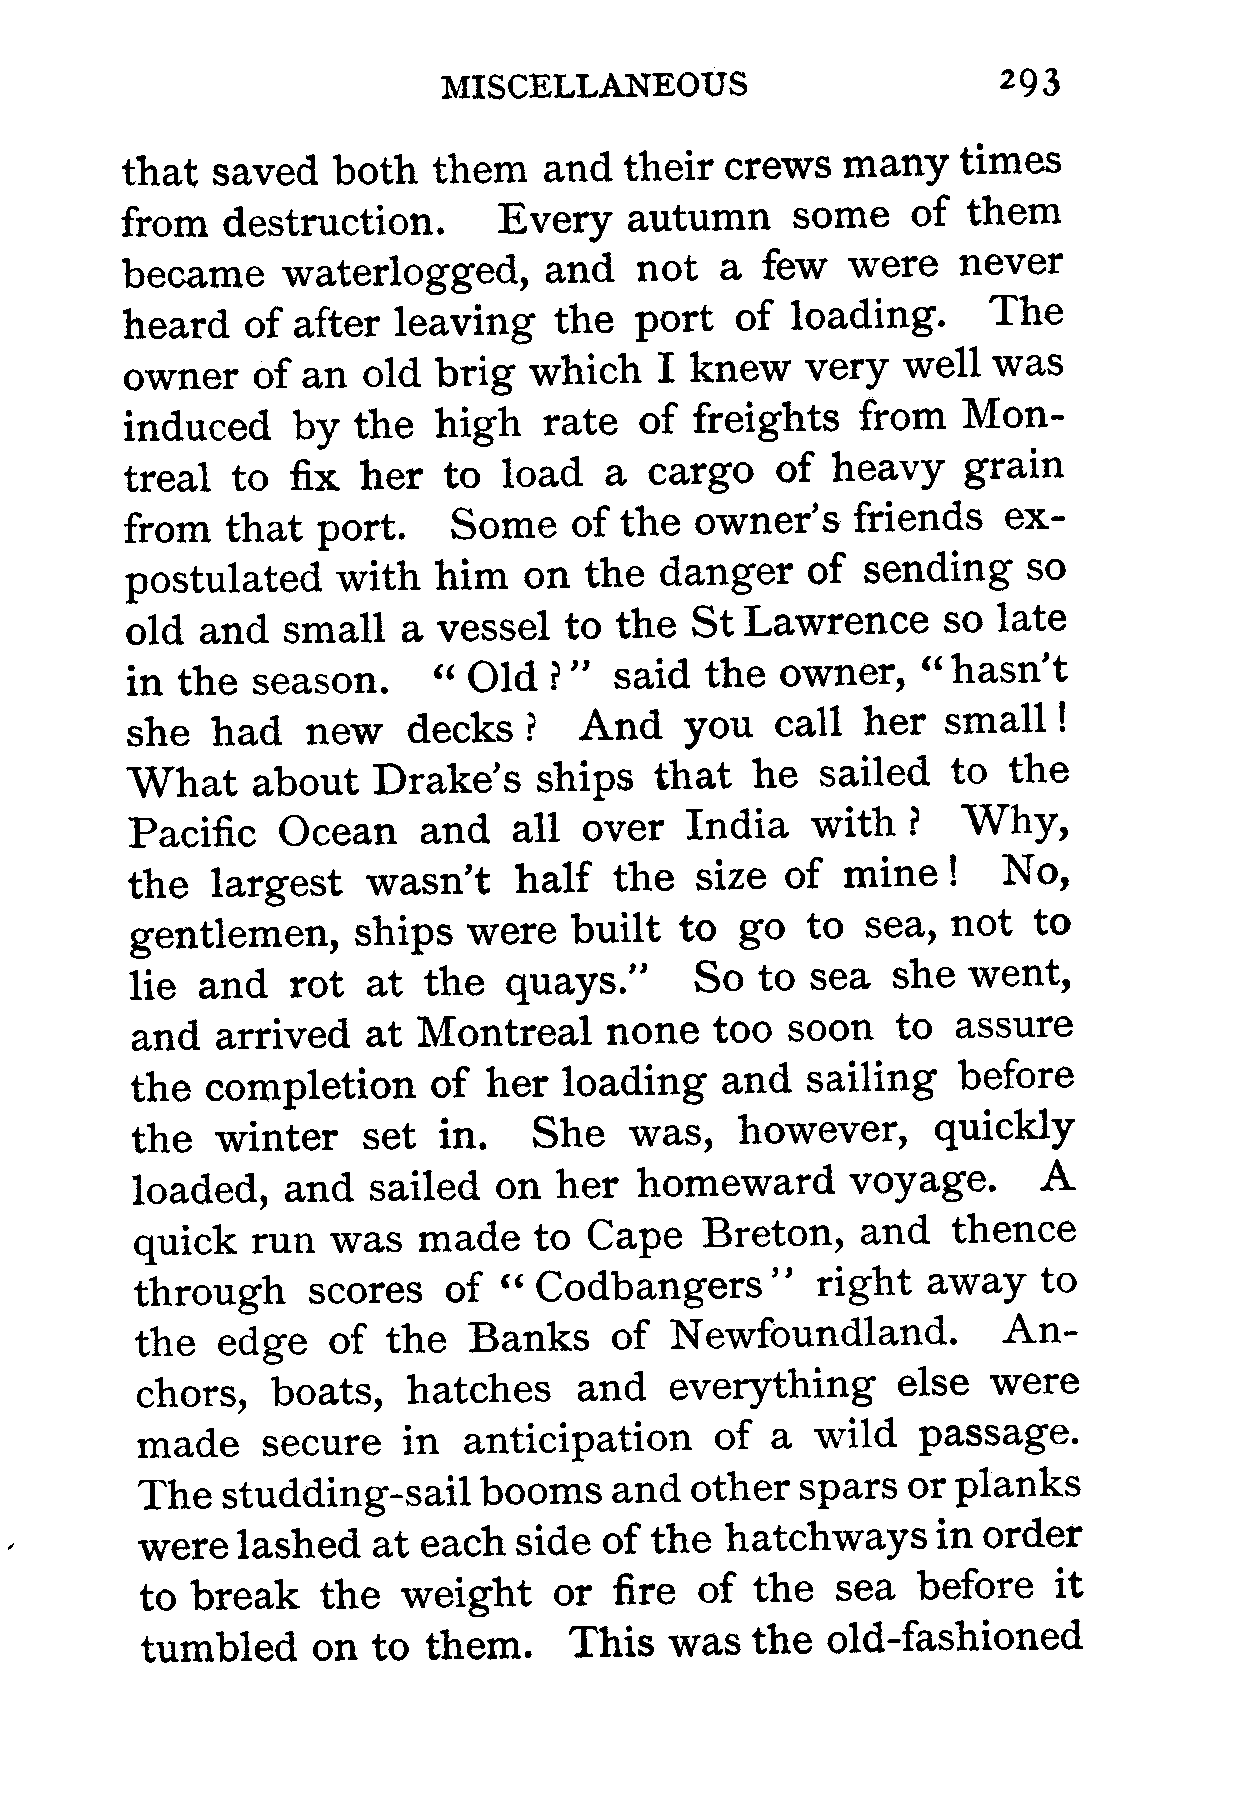 MISCELLANEOUS 293
that saved both them and their crews many times
from destruction. Every autumn some of them
became waterlogged, and not a few were never
heard of after leaving the port of loading. The
owner of an old brig which I knew very well was
induced by the high rate of freights from Mon-
treal to fix her to load a cargo of heavy grain
from that port. Some of the owner's friends ex-
postulated with him on the danger of sending so
old and small a vessel to the St Lawrence so late
in the season. "Old?" said the owner, "hasn't
she had new decks? And you call her small!
What about Drake's ships that he sailed to the
Pacific Ocean and all over India with? Why,
the largest wasn't half the size of mine! No,
gentlemen, ships were built to go to sea, not to
lie and rot at the quays." So to sea she went,
and arrived at Montreal none too soon to assure
the completion of her loading and sailing before
the winter set in. She was, however, quickly
loaded, and sailed on her homeward voyage. A
quick run was made to Cape Breton, and thence
through scores of "Codbangers" right away to
the edge of the Banks of Newfoundland. An-
chors, boats, hatches and everything else were
made secure in anticipation of a wild passage.
The studding-sail booms and other spars or planks
were lashed at each side of the hatchways in order
to break the weight or fire of the sea before it
tumbled on to them. This was the old-fashioned